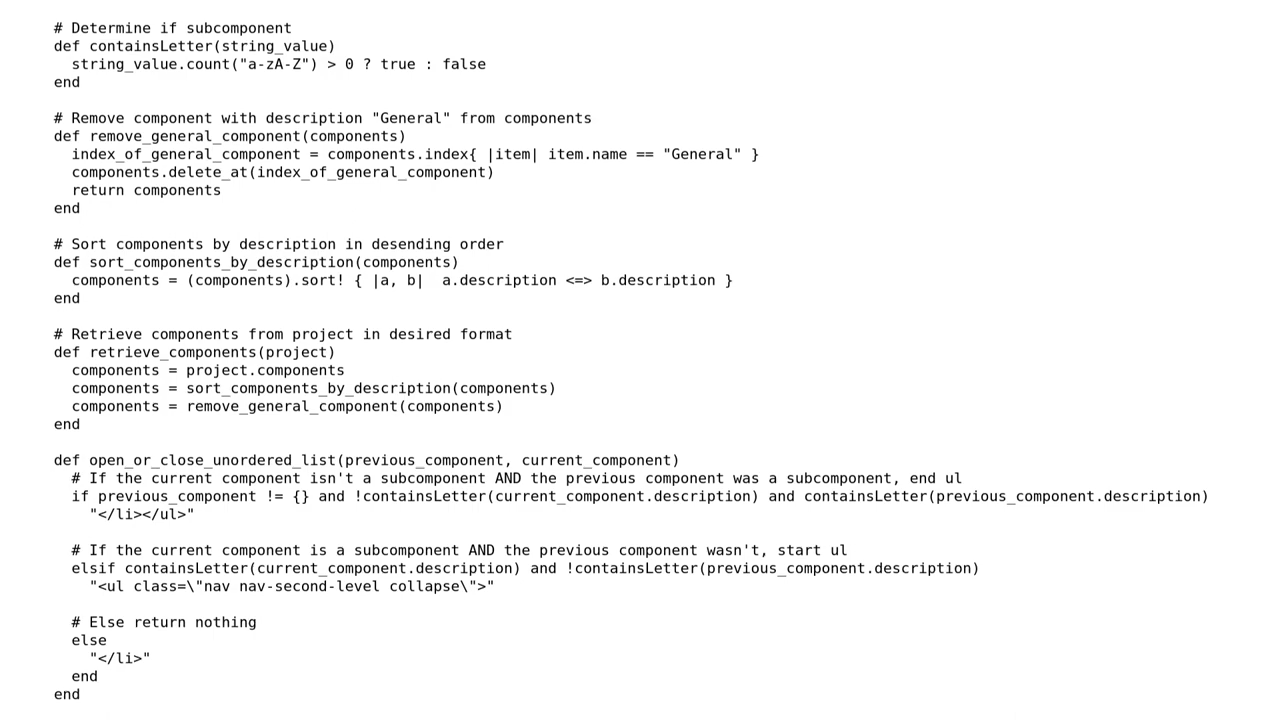 # Determine if subcomponent
def containsLetter(string_value)
  string_value.count("a-zA-Z") > 0 ? true : false
end

# Remove component with description "General" from components
def remove_general_component(components)
  index_of_general_component = components.index{ |item| item.name == "General" }
  components.delete_at(index_of_general_component)
  return components
end

# Sort components by description in desending order
def sort_components_by_description(components)
  components = (components).sort! { |a, b|  a.description <=> b.description }
end

# Retrieve components from project in desired format
def retrieve_components(project)
  components = project.components
  components = sort_components_by_description(components)
  components = remove_general_component(components)
end

def open_or_close_unordered_list(previous_component, current_component)
  # If the current component isn't a subcomponent AND the previous component was a subcomponent, end ul
  if previous_component != {} and !containsLetter(current_component.description) and containsLetter(previous_component.description)
    "</li></ul>"

  # If the current component is a subcomponent AND the previous component wasn't, start ul
  elsif containsLetter(current_component.description) and !containsLetter(previous_component.description)
    "<ul class=\"nav nav-second-level collapse\">"

  # Else return nothing
  else
    "</li>"
  end
end